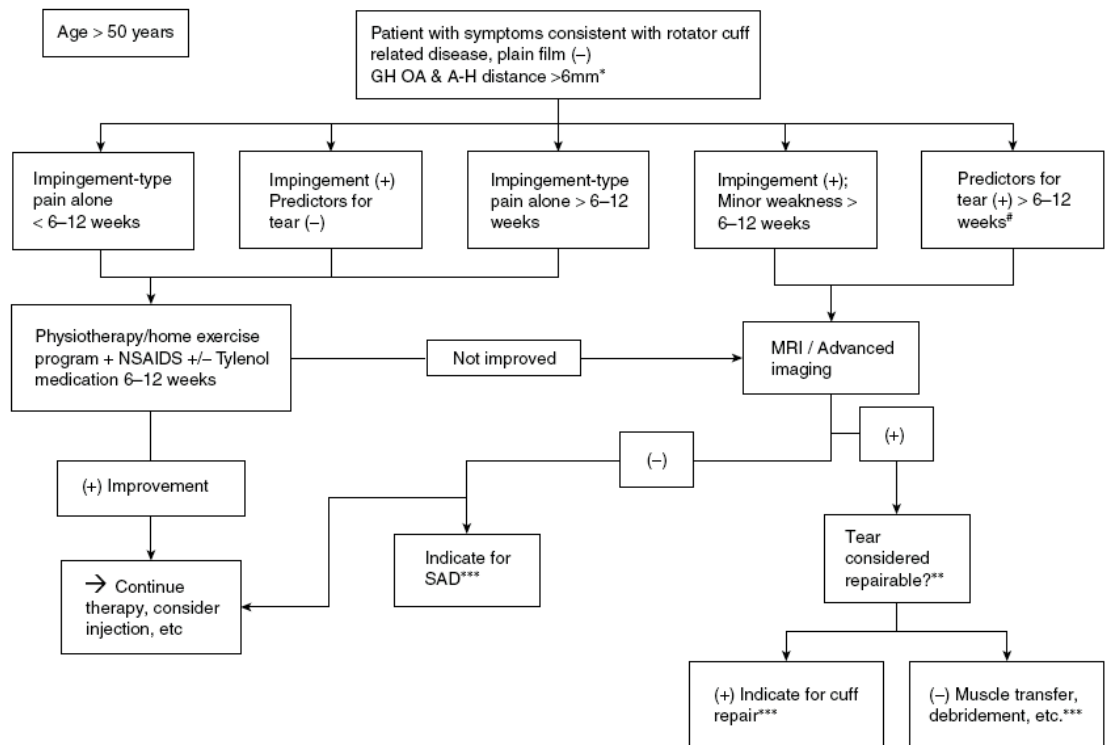 Age > 50 years
Patient with symptoms consistent with rotator cuff
related disease, plain film (–)
GH OA & A-H distance >6mm*
Impingement-type
pain alone
< 6–12 weeks
Impingement (+)
Predictors for
tear (–)
Impingement-type
pain alone > 6–12
weeks
Impingement (+);
Minor weakness >
6–12 weeks
Predictors for
tear (+) > 6–12
weeks#
Physiotherapy/home exercise
program + NSAIDS +/– Tylenol
medication 6–12 weeks
Not improved
MRI / Advanced
imaging
(+)
(–)
(+) Improvement
Indicate for
SAD***
Tear
considered
repairable?**
→ Continue
therapy, consider
injection, etc
(+) Indicate for cuff
repair***
(–) Muscle transfer,
debridement, etc.***